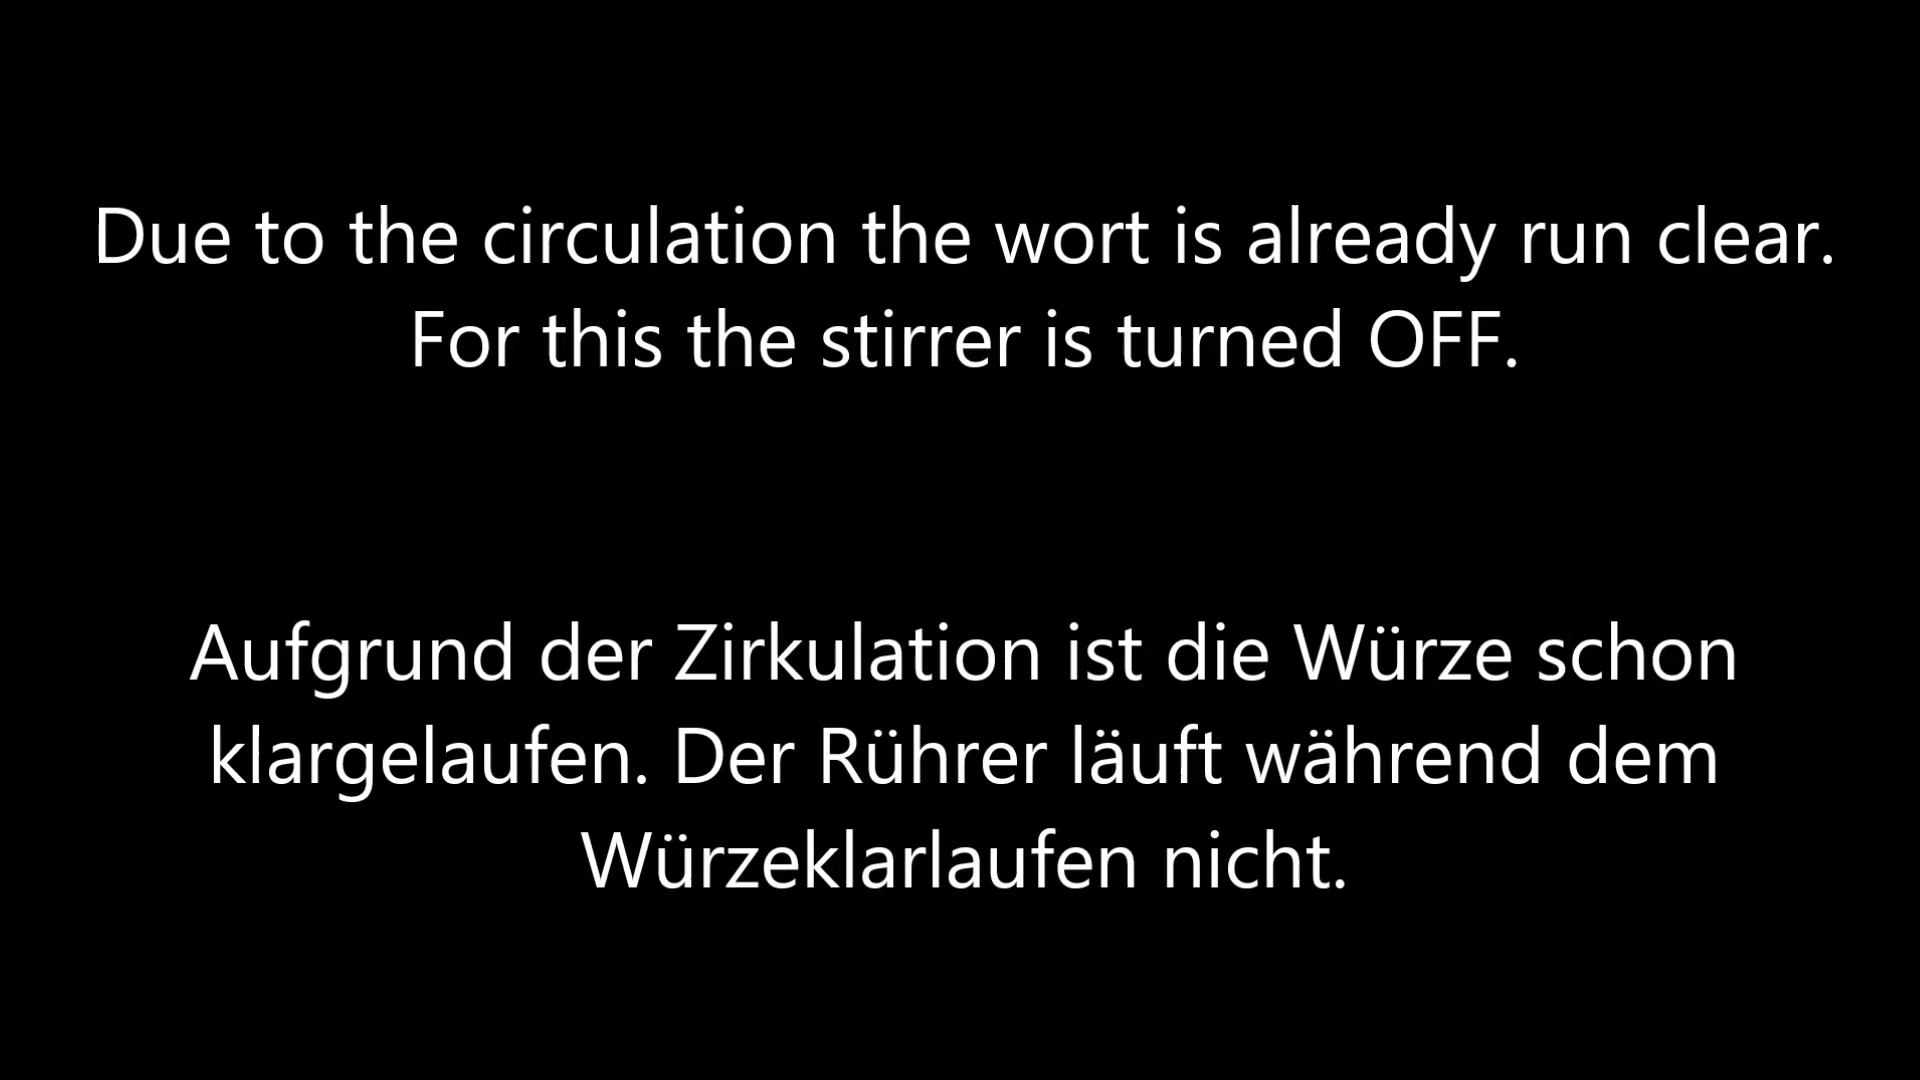 Due to the circulation the wort is already run clear.
For this the stirrer is turned OFF.
Aufgrund der Zirkulation ist die Würze schon
klargelaufen. Der Rührer läuft während dem
Würzeklarlaufen nicht.